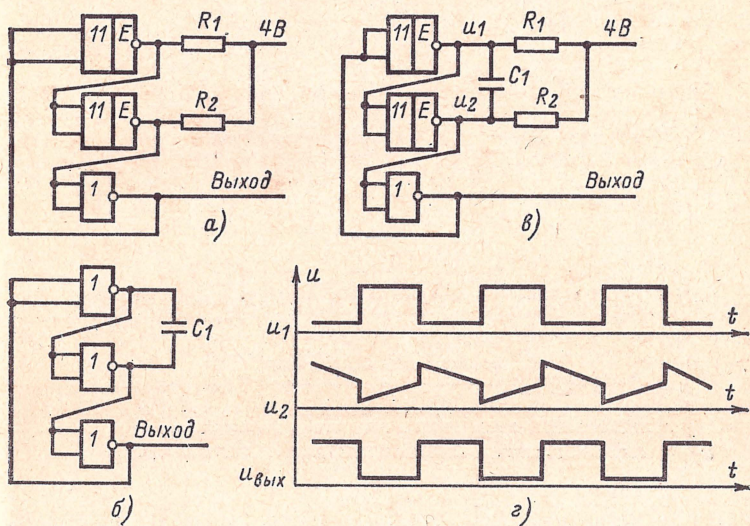 11 E R₁ 4В
11 E R₂
1 Выход
а)
11 E u₁ R₁ 4В
C₁
11 E u₂ R₂
1 Выход
в)
1
C₁
1
1 Выход
б)
u
u₁ t
u₂ t
uвых t
г)